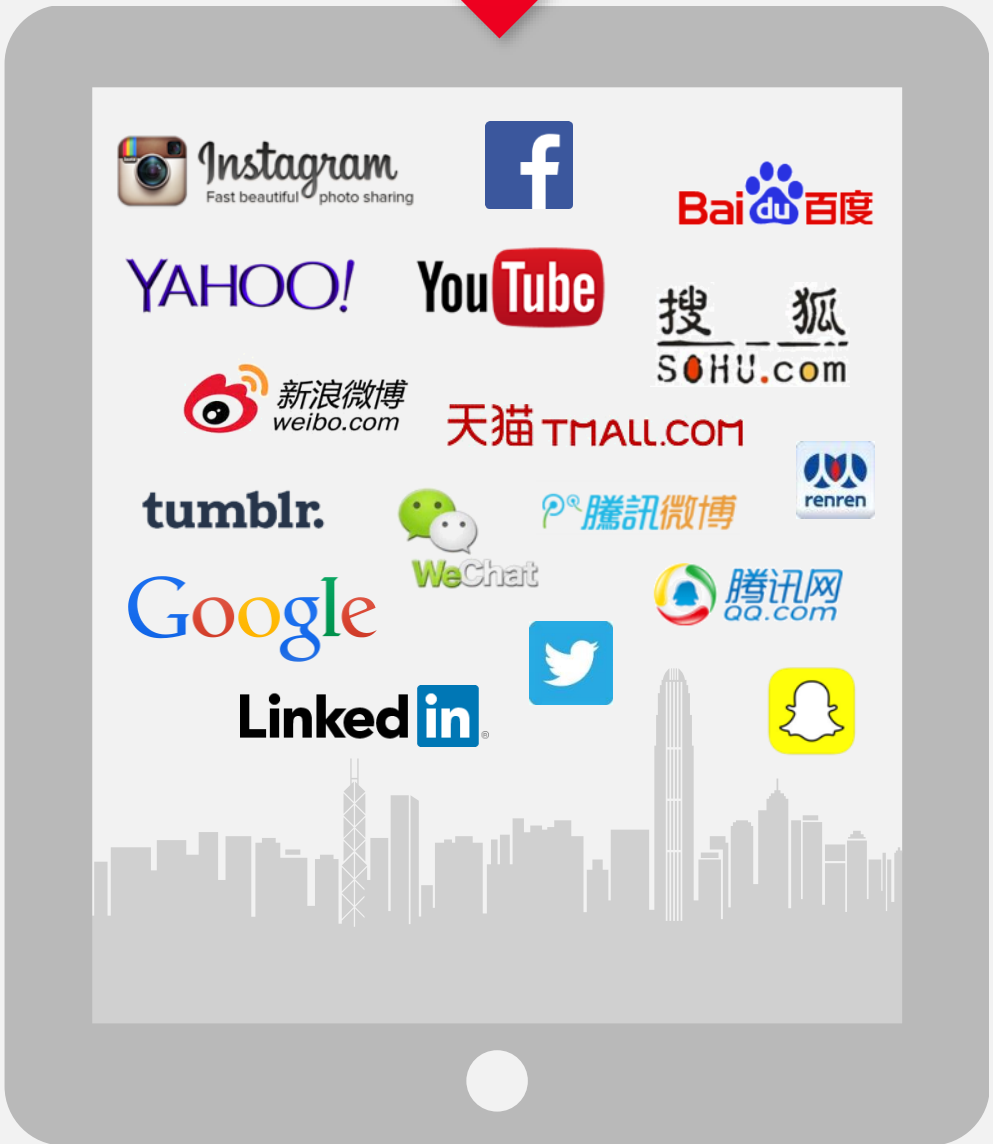 Instagram
Fast beautiful photo sharing
f
Bai du 百度
YAHOO!
YouTube
搜狐
SOHU.com
新浪微博
weibo.com
天猫 TMALL.COM
renren
tumblr.
騰訊微博
WeChat
Google
腾讯网
QQ.com
Linked in ®